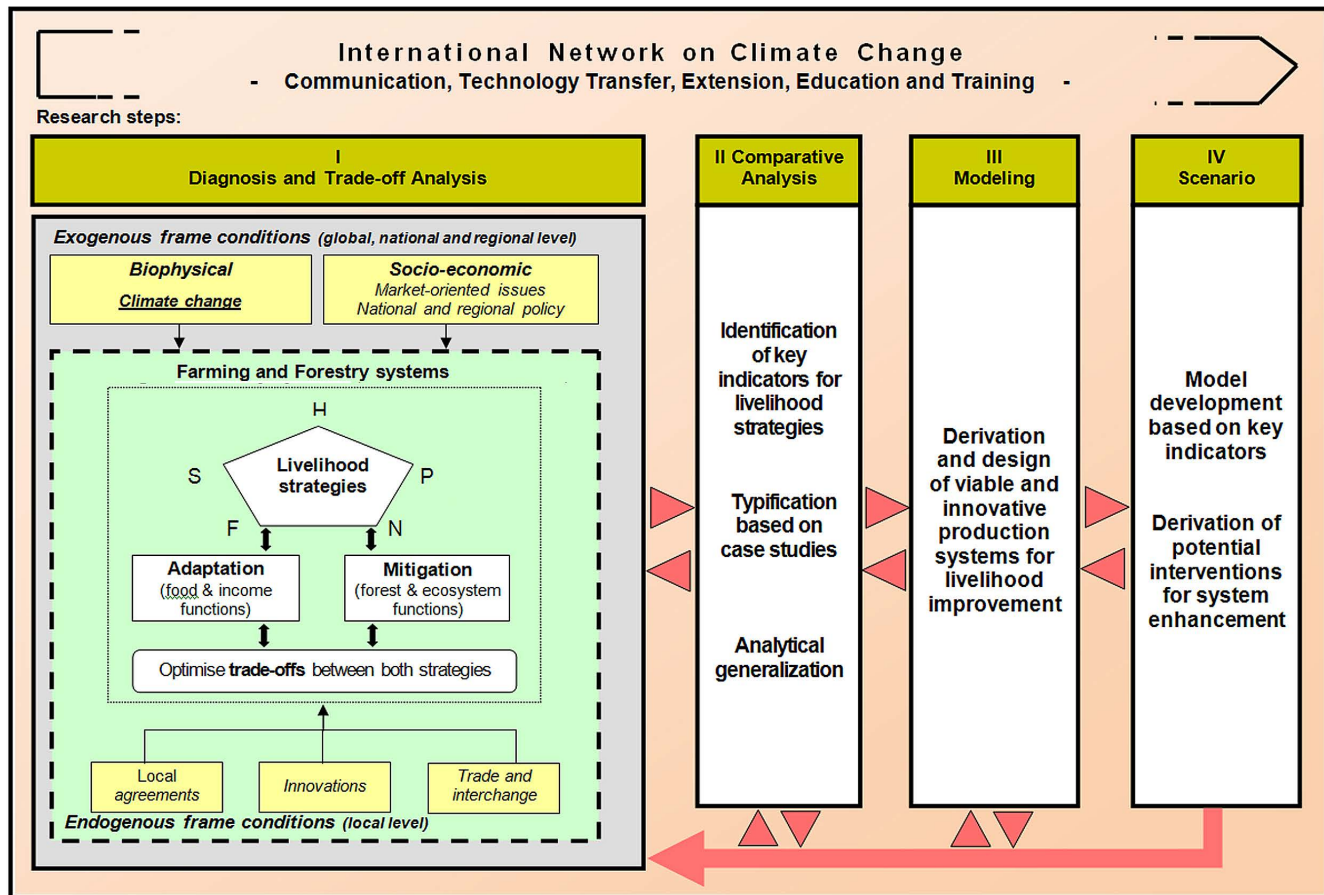 International Network on Climate Change
- Communication, Technology Transfer, Extension, Education and Training -
Research steps:
I
Diagnosis and Trade-off Analysis
Exogenous frame conditions (global, national and regional level)
Biophysical
Climate change
Socio-economic
Market-oriented issues
National and regional policy
Farming and Forestry systems
H
S
P
Livelihood
strategies
F
N
Adaptation
(food & income
functions)
Mitigation
(forest & ecosystem
functions)
Optimise trade-offs between both strategies
Local
agreements
Innovations
Trade and
interchange
Endogenous frame conditions (local level)
II Comparative
Analysis
Identification
of key
indicators for
livelihood
strategies
Typification
based on
case studies
Analytical
generalization
III
Modeling
Derivation
and design
of viable and
innovative
production
systems for
livelihood
improvement
IV
Scenario
Model
development
based on key
indicators
Derivation of
potential
interventions
for system
enhancement